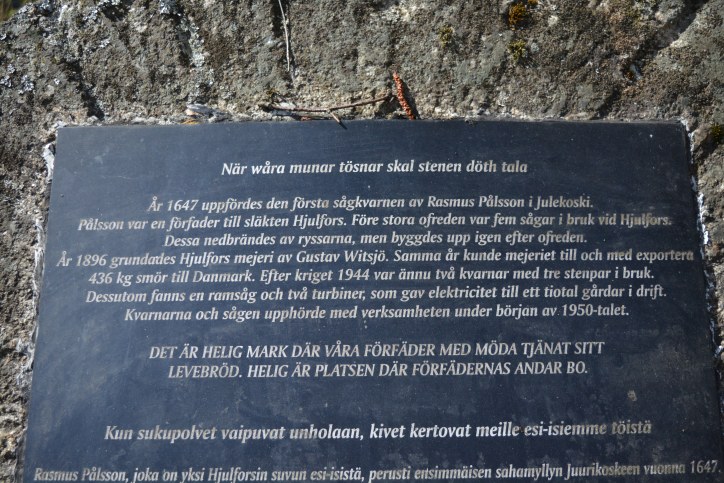 När wåra munar tösnar skal stenen döth tala
År 1647 uppfördes den första sågkvarnen av Rasmus Pålsson i Julekoski.
Pålsson var en förfader till släkten Hjulfors. Före stora ofreden var fem sågar i bruk vid Hjulfors.
Dessa nedbrändes av ryssarna, men byggdes upp igen efter ofreden.
År 1896 grundades Hjulfors mejeri av Gustav Witsjö. Samma år kunde mejeriet till och med exportera
436 kg smör till Danmark. Efter kriget 1944 var ännu två kvarnar med tre stenpar i bruk.
Dessutom fanns en ramsåg och två turbiner, som gav elektricitet till ett tiotal gårdar i drift.
Kvarnarna och sågen upphörde med verksamheten under början av 1950-talet.
DET ÄR HELIG MARK DÄR VÅRA FÖRFÄDER MED MÖDA TJÄNAT SITT
LEVEBRÖD. HELIG ÄR PLATSEN DÄR FÖRFÄDERNAS ANDAR BO.
Kun sukupolvet vaipuvat unholaan, kivet kertovat meille esi-isiemme töistä
Rasmus Pålsson, joka on yksi Hjulforsin suvun esi-isistä, perusti ensimmäisen sahamyllyn Juurikoskeen vuonna 1647.